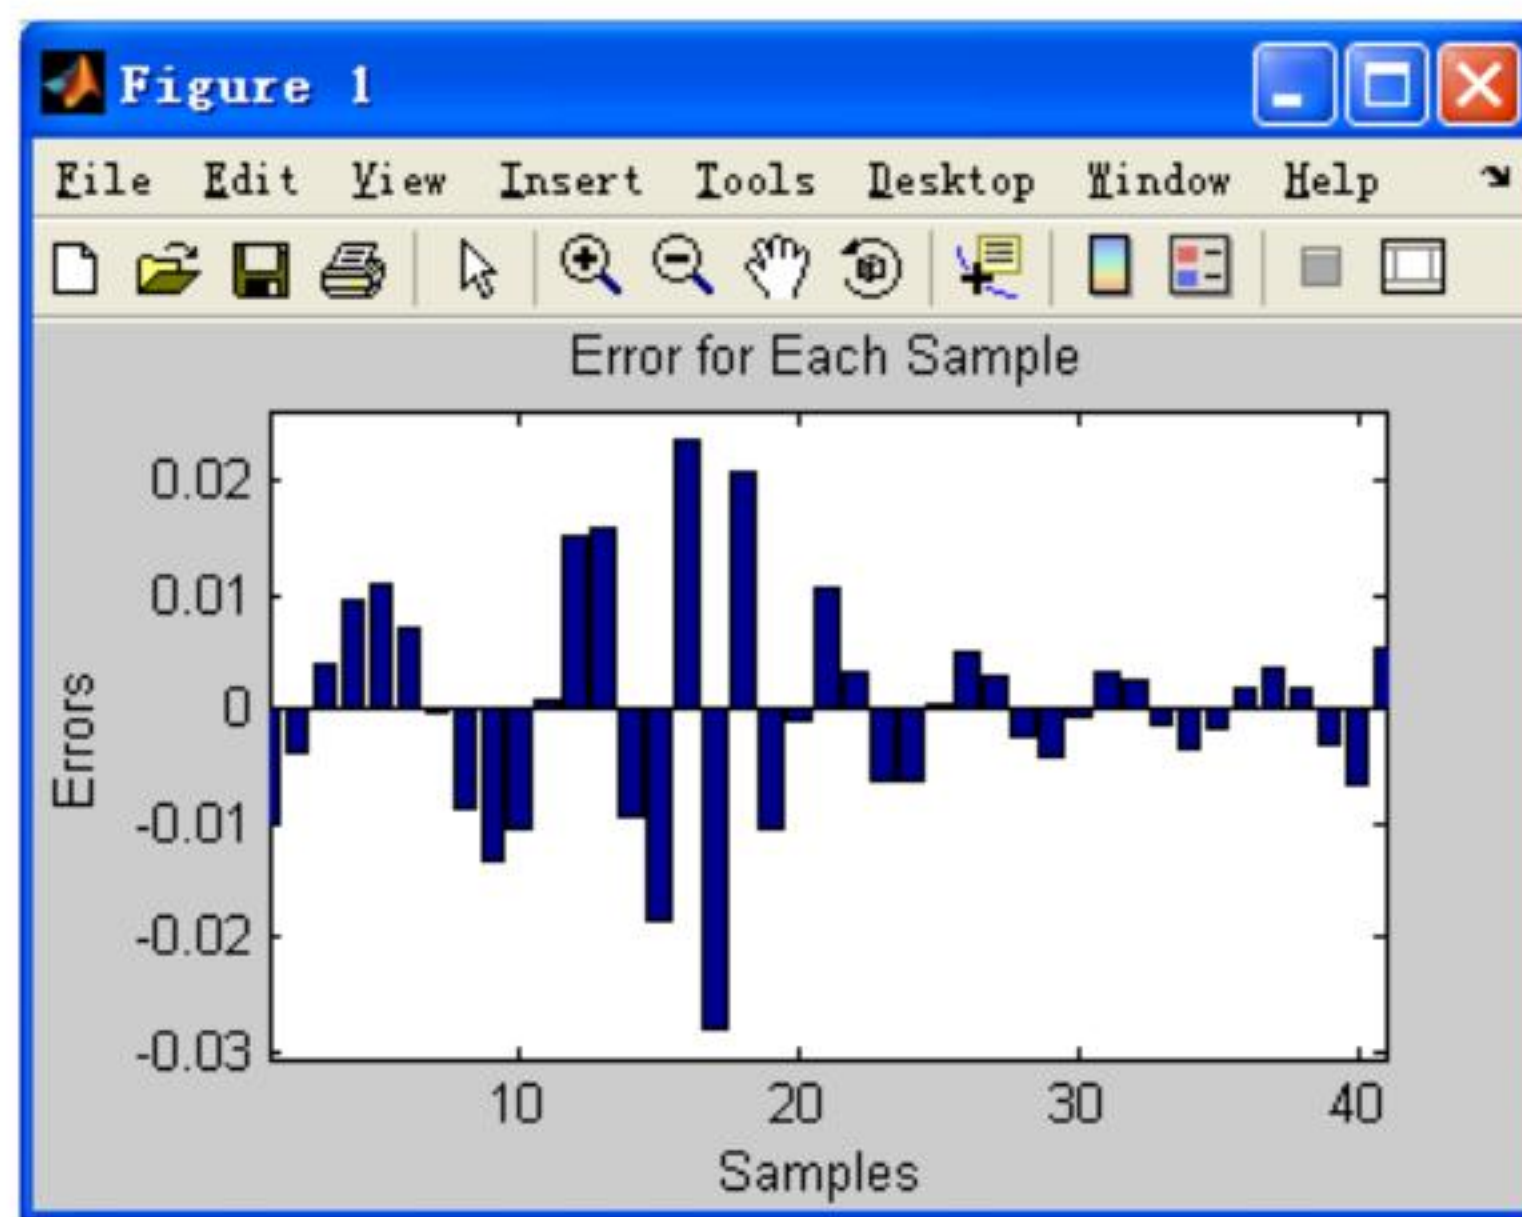 Figure 1
File Edit View Insert Tools Desktop Window Help
Error for Each Sample
0.02
0.01
0
-0.01
-0.02
-0.03
Errors
10 20 30 40
Samples